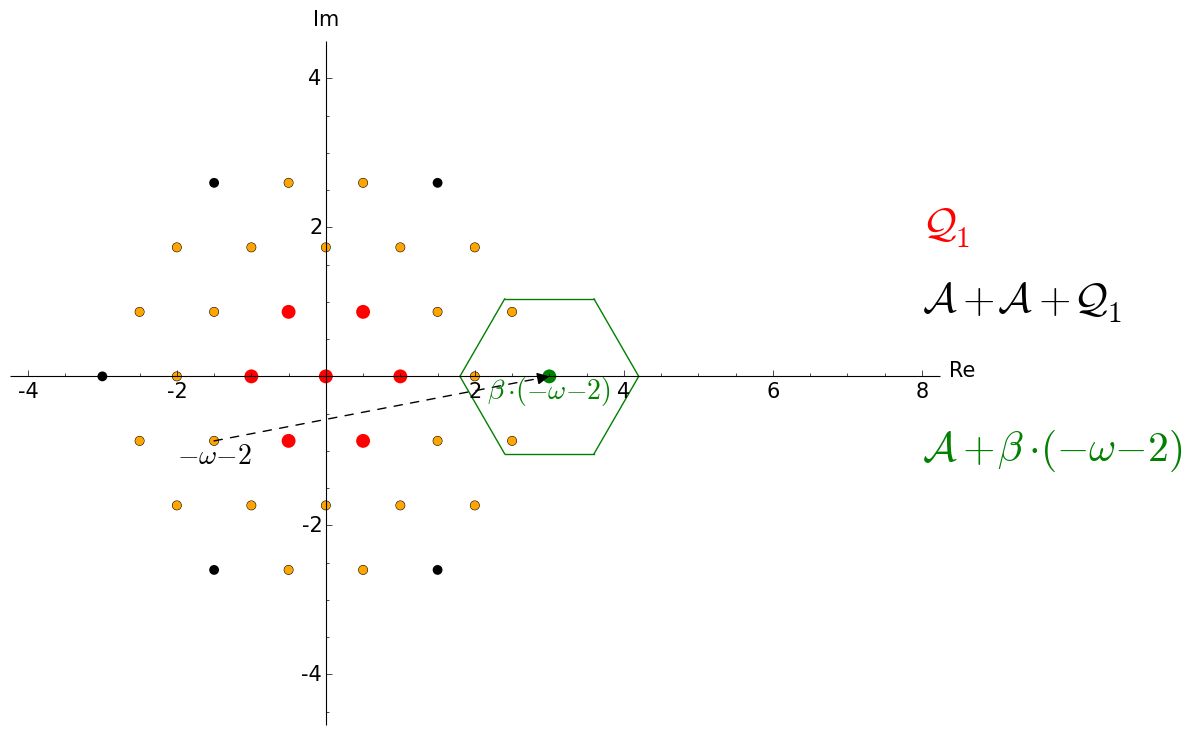 Im
4
2
𝒬₁
𝒜 + 𝒜 + 𝒬₁
Re
-4 -2 2 4 6 8
β·(−ω−2)
−ω−2
𝒜 + β·(−ω−2)
-2
-4